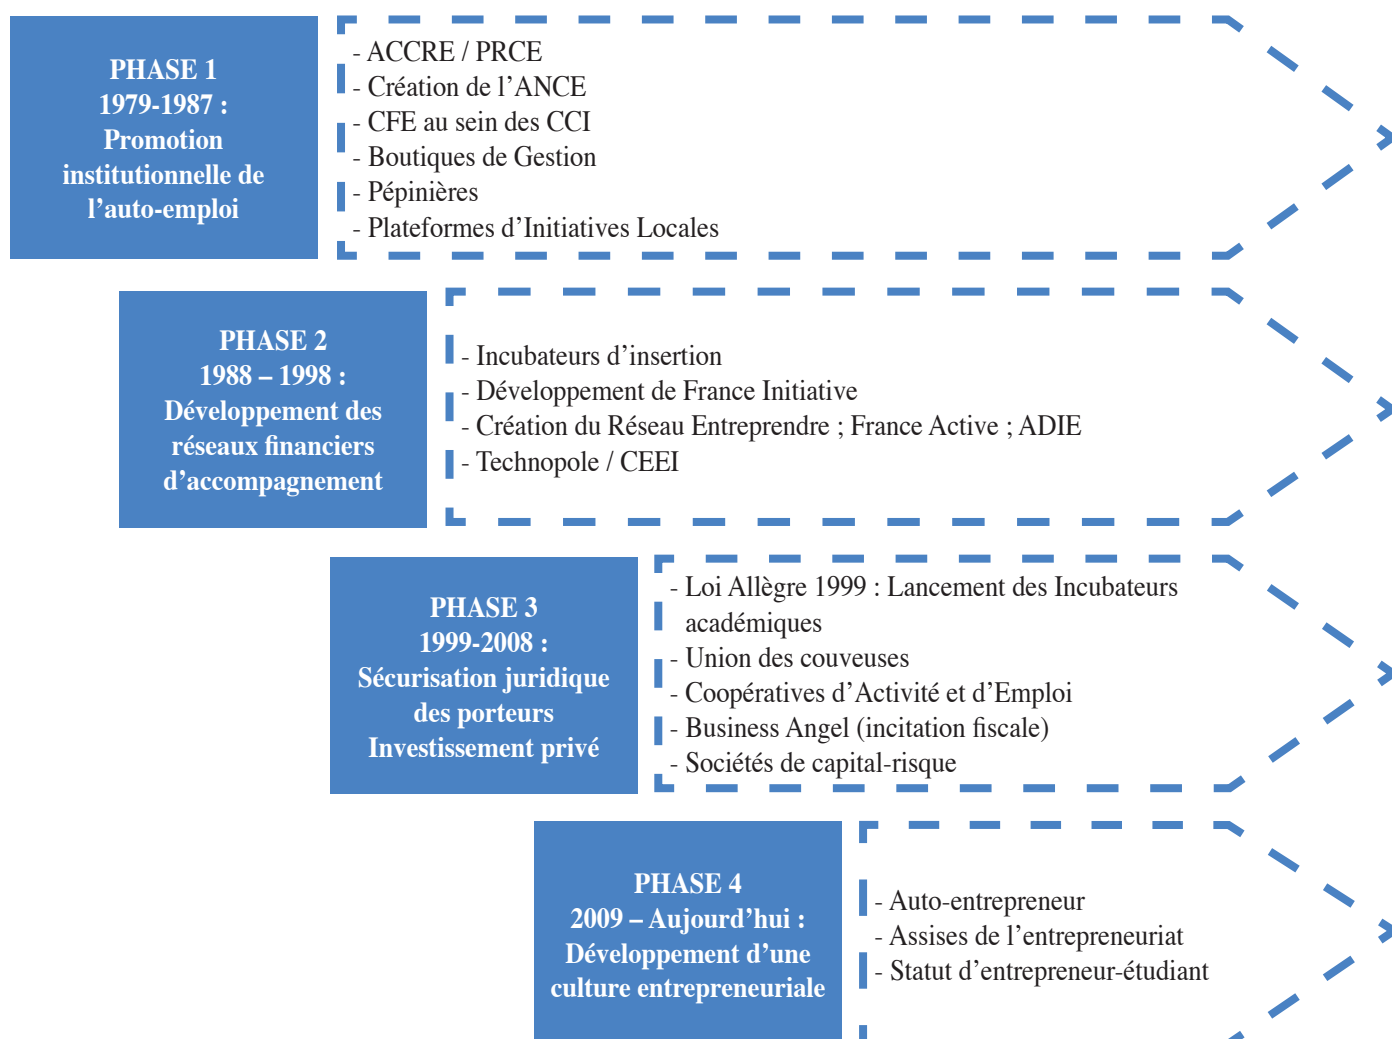 PHASE 1
1979-1987 :
Promotion
institutionnelle de
l’auto-emploi
- ACCRE / PRCE
- Création de l’ANCE
- CFE au sein des CCI
- Boutiques de Gestion
- Pépinières
- Plateformes d’Initiatives Locales
PHASE 2
1988 – 1998 :
Développement des
réseaux financiers
d’accompagnement
- Incubateurs d’insertion
- Développement de France Initiative
- Création du Réseau Entreprendre ; France Active ; ADIE
- Technopole / CEEI
PHASE 3
1999-2008 :
Sécurisation juridique
des porteurs
Investissement privé
- Loi Allègre 1999 : Lancement des Incubateurs
académiques
- Union des couveuses
- Coopératives d’Activité et d’Emploi
- Business Angel (incitation fiscale)
- Sociétés de capital-risque
PHASE 4
2009 – Aujourd’hui :
Développement d’une
culture entrepreneuriale
- Auto-entrepreneur
- Assises de l’entrepreneuriat
- Statut d’entrepreneur-étudiant